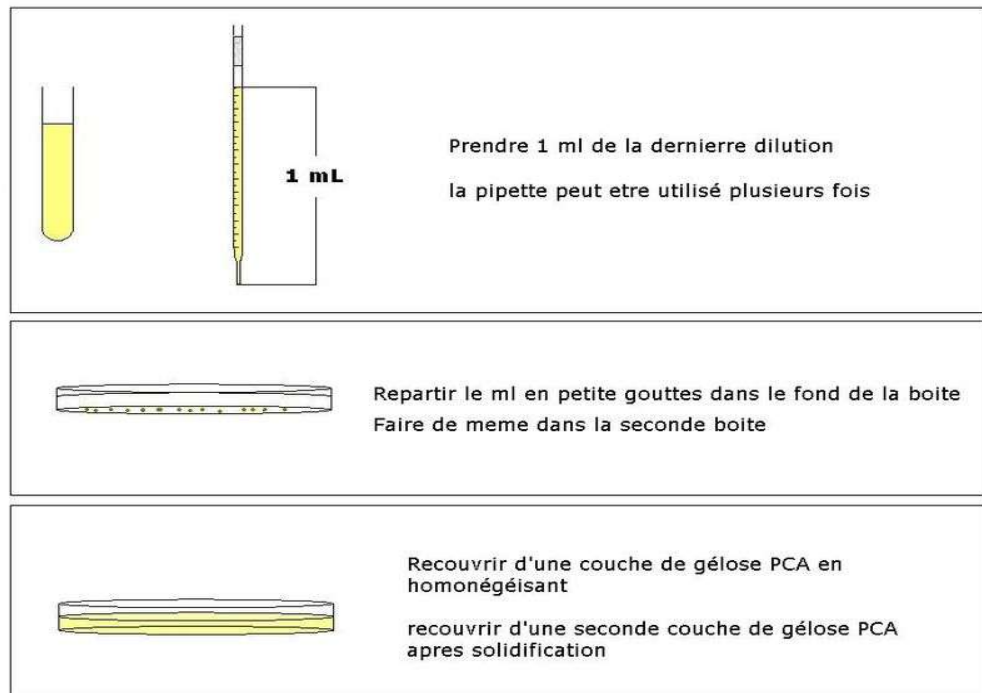 1 mL
Prendre 1 ml de la dernierre dilution
la pipette peut etre utilisé plusieurs fois
Repartir le ml en petite gouttes dans le fond de la boite
Faire de meme dans la seconde boite
Recouvrir d'une couche de gélose PCA en
homonégéisant
recouvrir d'une seconde couche de gélose PCA
apres solidification